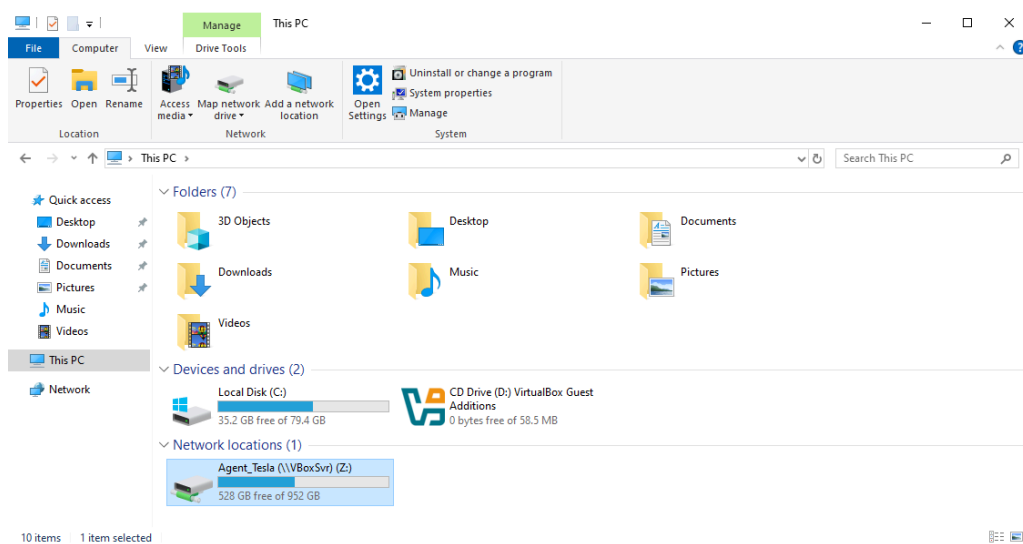 Manage This PC
File Computer View Drive Tools
Properties Open Rename Access media Map network drive Add a network location Open Settings
Uninstall or change a program
System properties
Manage
Location Network System
This PC
Search This PC
Quick access
Desktop
Downloads
Documents
Pictures
Music
Videos
This PC
Network
Folders (7)
3D Objects Desktop Documents
Downloads Music Pictures
Videos
Devices and drives (2)
Local Disk (C:)
35.2 GB free of 79.4 GB
CD Drive (D:) VirtualBox Guest
Additions
0 bytes free of 58.5 MB
Network locations (1)
Agent_Tesla (\\VBoxSvr) (Z:)
528 GB free of 952 GB
10 items 1 item selected